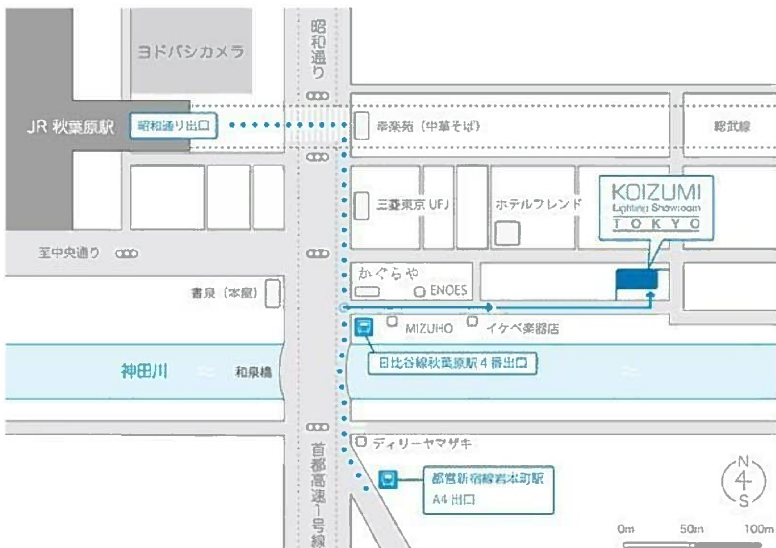 ヨドバシカメラ
昭和通り
JR 秋葉原駅
昭和通り出口
幸楽苑（中華そば）
総武線
三菱東京 UFJ
ホテルフレンド
KOIZUMI
Lighting Showroom
TOKYO
至中央通り
書泉（本店）
かぐらや
ENOES
MIZUHO
イケベ楽器店
日比谷線秋葉原駅 4 番出口
神田川
和泉橋
ディリーヤマザキ
首都高速1号線
都営新宿線岩本町駅
A4 出口
N
S
0m
50m
100m